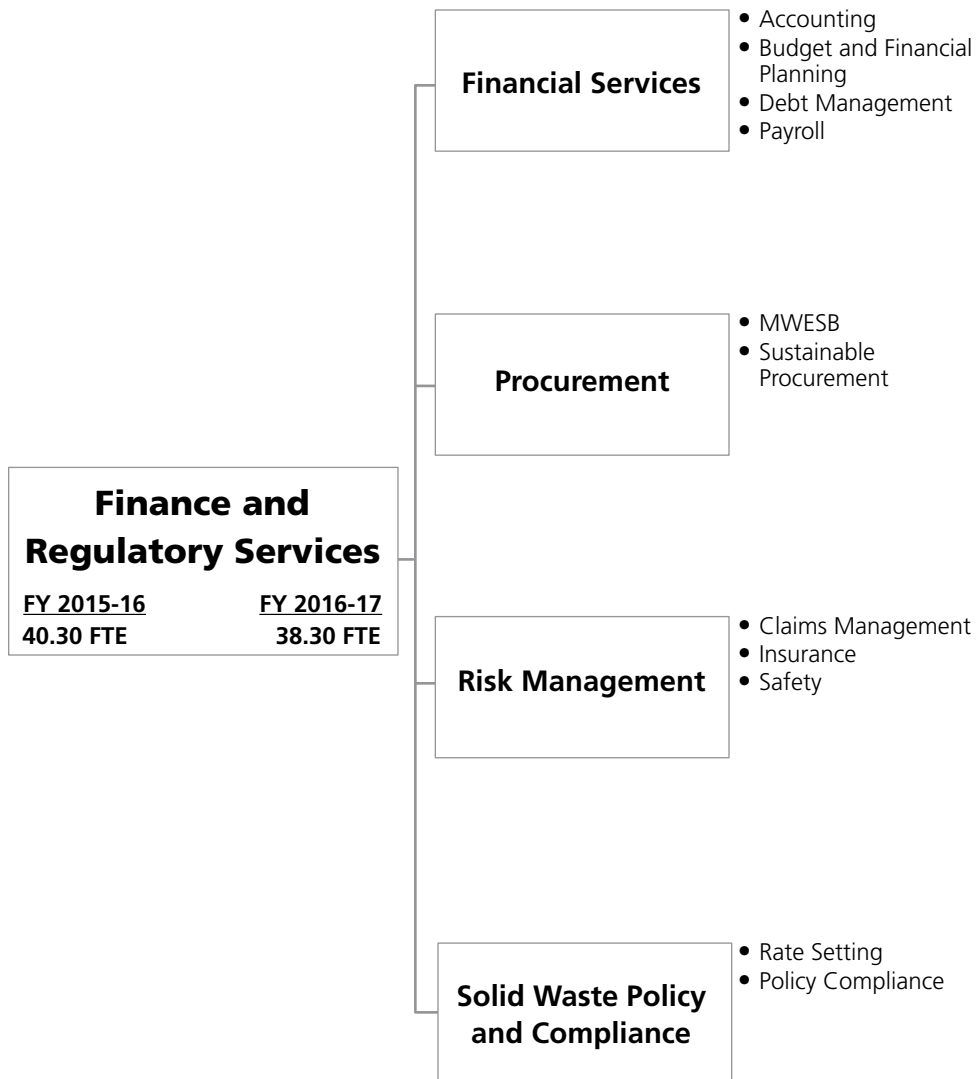 Financial Services
• Accounting
• Budget and Financial
Planning
• Debt Management
• Payroll
Procurement
• MWESB
• Sustainable
Procurement
Finance and
Regulatory Services
FY 2015-16 FY 2016-17
40.30 FTE 38.30 FTE
Risk Management
• Claims Management
• Insurance
• Safety
Solid Waste Policy
and Compliance
• Rate Setting
• Policy Compliance